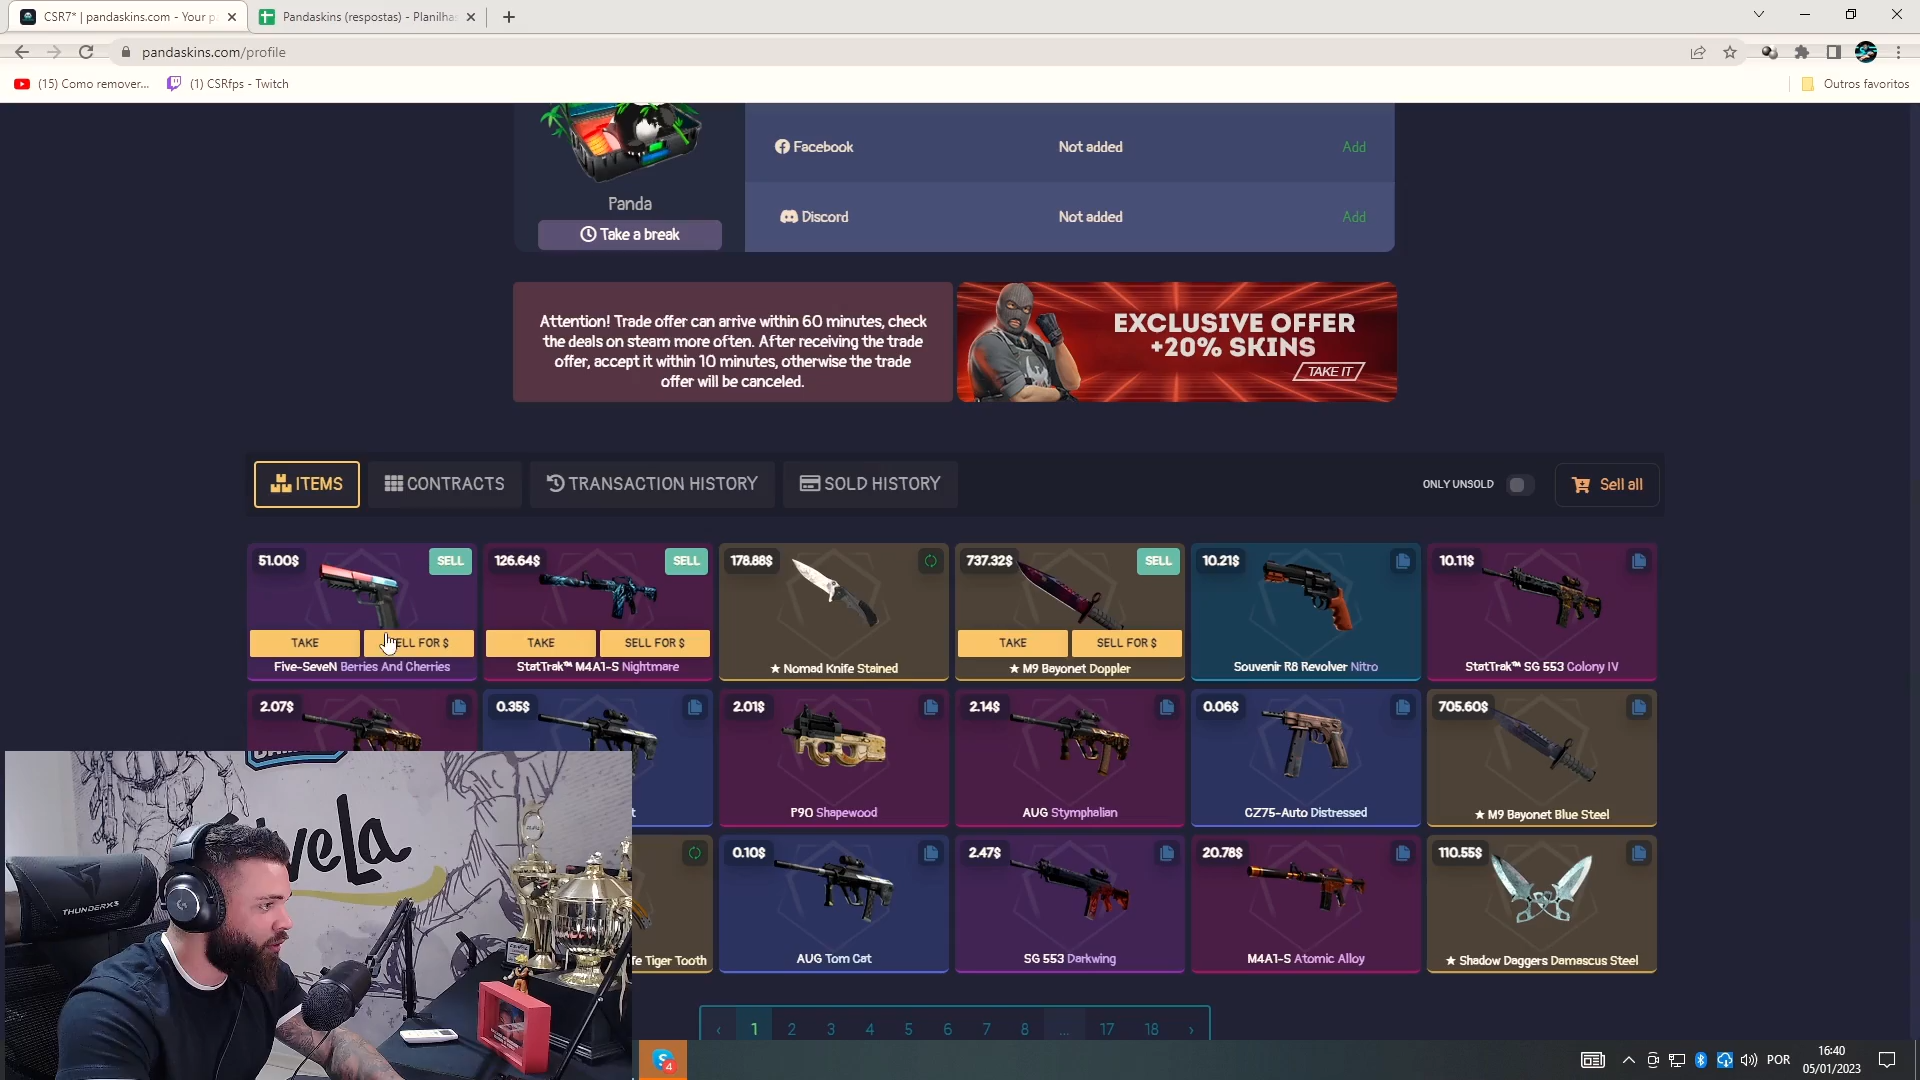 CSR7* | pandaskins.com - Your p
Pandaskins (respostas) - Planilhas
pandaskins.com/profile
(15) Como remover...
(1) CSRfps - Twitch
Outros favoritos
Facebook
Not added
Add
Panda
Discord
Not added
Add
Take a break
Attention! Trade offer can arrive within 60 minutes, check
the deals on steam more often. After receiving the trade
offer, accept it within 10 minutes, otherwise the trade
offer will be canceled.
EXCLUSIVE OFFER
+20% SKINS
TAKE IT
ITEMS
CONTRACTS
TRANSACTION HISTORY
SOLD HISTORY
ONLY UNSOLD
Sell all
51.00$ SELL
126.64$ SELL
178.88$
737.32$ SELL
10.21$
10.11$
TAKE
SELL FOR $
TAKE
SELL FOR $
TAKE
SELL FOR $
Five-SeveN Berries And Cherries
StatTrak™ M4A1-S Nightmare
★ Nomad Knife Stained
★ M9 Bayonet Doppler
Souvenir R8 Revolver Nitro
StatTrak™ SG 553 Colony IV
2.07$
0.35$
2.01$
2.14$
0.06$
705.60$
P90 Shapewood
AUG Stymphalian
CZ75-Auto Distressed
★ M9 Bayonet Blue Steel
0.10$
2.47$
20.78$
110.55$
Tiger Tooth
AUG Tom Cat
SG 553 Darkwing
M4A1-S Atomic Alloy
★ Shadow Daggers Damascus Steel
THUNDERX3
‹ 1 2 3 4 5 6 7 8 ... 17 18 ›
4
POR
16:40
05/01/2023